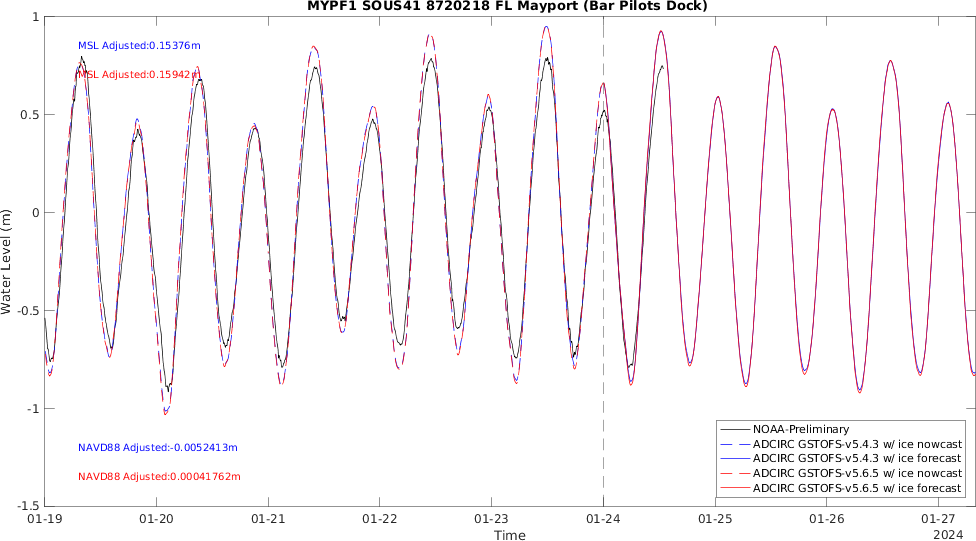 MYPF1 SOUS41 8720218 FL Mayport (Bar Pilots Dock)
1
0.5
0
-0.5
-1
-1.5
Water Level (m)
MSL Adjusted:0.15376m
MSL Adjusted:0.15942m
NAVD88 Adjusted:-0.0052413m
NAVD88 Adjusted:0.00041762m
NOAA-Preliminary
ADCIRC GSTOFS-v5.4.3 w/ ice nowcast
ADCIRC GSTOFS-v5.4.3 w/ ice forecast
ADCIRC GSTOFS-v5.6.5 w/ ice nowcast
ADCIRC GSTOFS-v5.6.5 w/ ice forecast
01-19 01-20 01-21 01-22 01-23 01-24 01-25 01-26 01-27
Time
2024